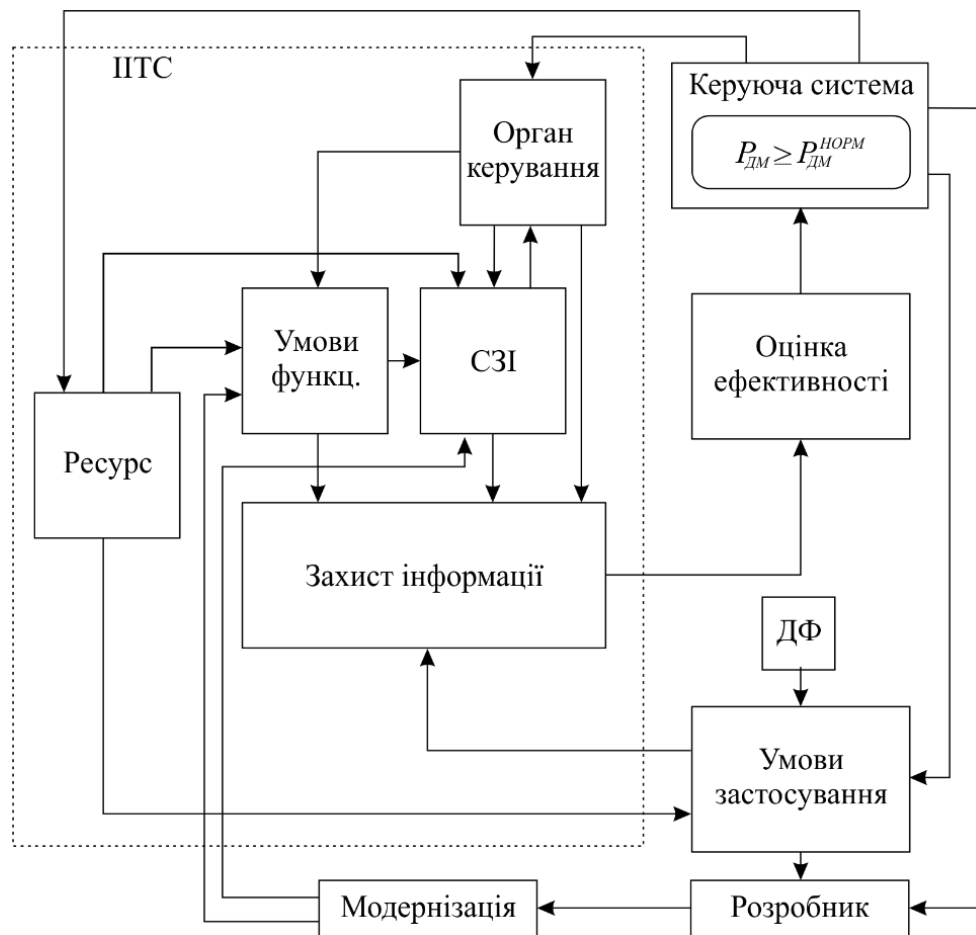 ІІТС
Керуюча система
P_ДМ ≥ P_ДМ^НОРМ
Орган
керування
Умови
функц.
СЗІ
Оцінка
ефективності
Ресурс
Захист інформації
ДФ
Умови
застосування
Модернізація
Розробник